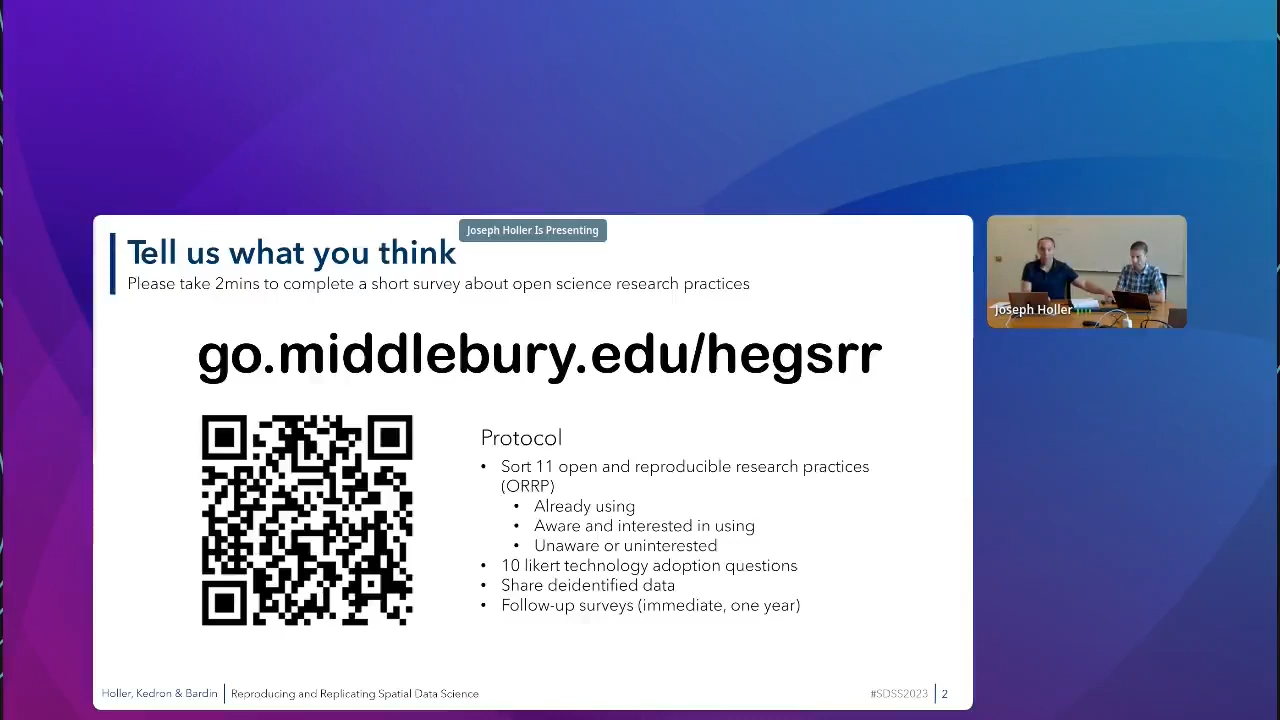 Joseph Holler Is Presenting
Tell us what you think
Please take 2mins to complete a short survey about open science research practices
Joseph Holler
go.middlebury.edu/hegsrr
Protocol
• Sort 11 open and reproducible research practices
(ORRP)
• Already using
• Aware and interested in using
• Unaware or uninterested
• 10 likert technology adoption questions
• Share deidentified data
• Follow-up surveys (immediate, one year)
Holler, Kedron & Bardin | Reproducing and Replicating Spatial Data Science
#SDSS2023 | 2